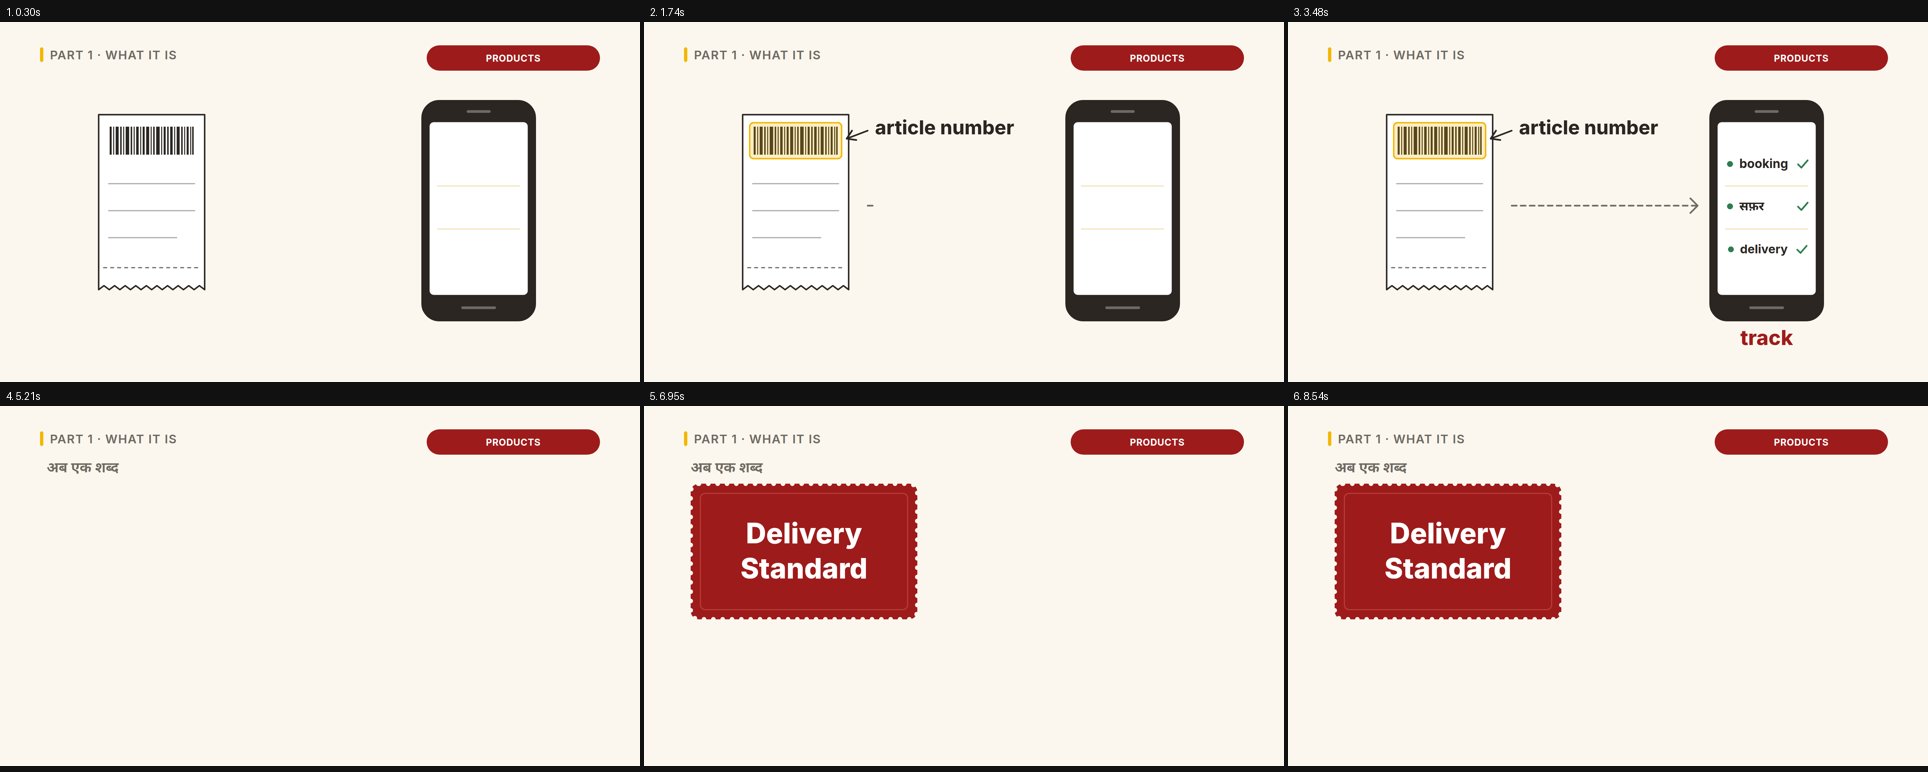 1. 0.30s
PART 1 · WHAT IT IS
PRODUCTS
2. 1.74s
PART 1 · WHAT IT IS
PRODUCTS
article number
3. 3.48s
PART 1 · WHAT IT IS
PRODUCTS
article number
booking
सफ़र
delivery
track
4. 5.21s
PART 1 · WHAT IT IS
PRODUCTS
अब एक शब्द
5. 6.95s
PART 1 · WHAT IT IS
PRODUCTS
अब एक शब्द
Delivery
Standard
6. 8.54s
PART 1 · WHAT IT IS
PRODUCTS
अब एक शब्द
Delivery
Standard